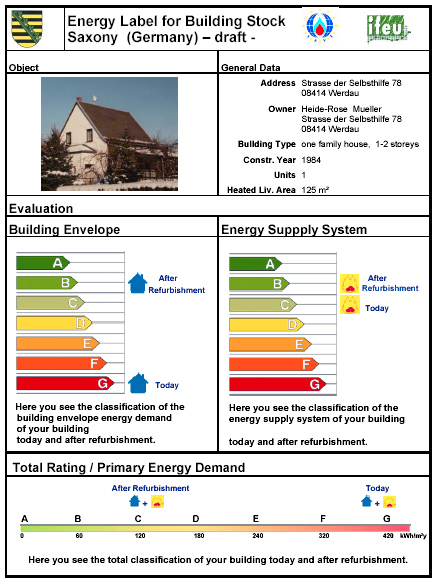 Energy Label for Building Stock
Saxony (Germany) – draft -
ifeu
Object
General Data
Address Strasse der Selbsthilfe 78
08414 Werdau
Owner Heide-Rose Mueller
Strasse der Selbsthilfe 78
08414 Werdau
Building Type one family house, 1-2 storeys
Constr. Year 1984
Units 1
Heated Liv. Area 125 m²
Evaluation
Building Envelope
A
B
C
D
E
F
G
After
Refurbishment
Today
Here you see the classification of the
building envelope energy demand
of your building
today and after refurbishment.
Energy Suppply System
A
B
C
D
E
F
G
After
Refurbishment
Today
Here you see the classification of the
energy supply system of your building
today and after refurbishment.
Total Rating / Primary Energy Demand
After Refurbishment Today
+ +
A B C D E F G
0 60 120 180 240 300 420 kWh/m²y
Here you see the total classification of your building today and after refurbishment.